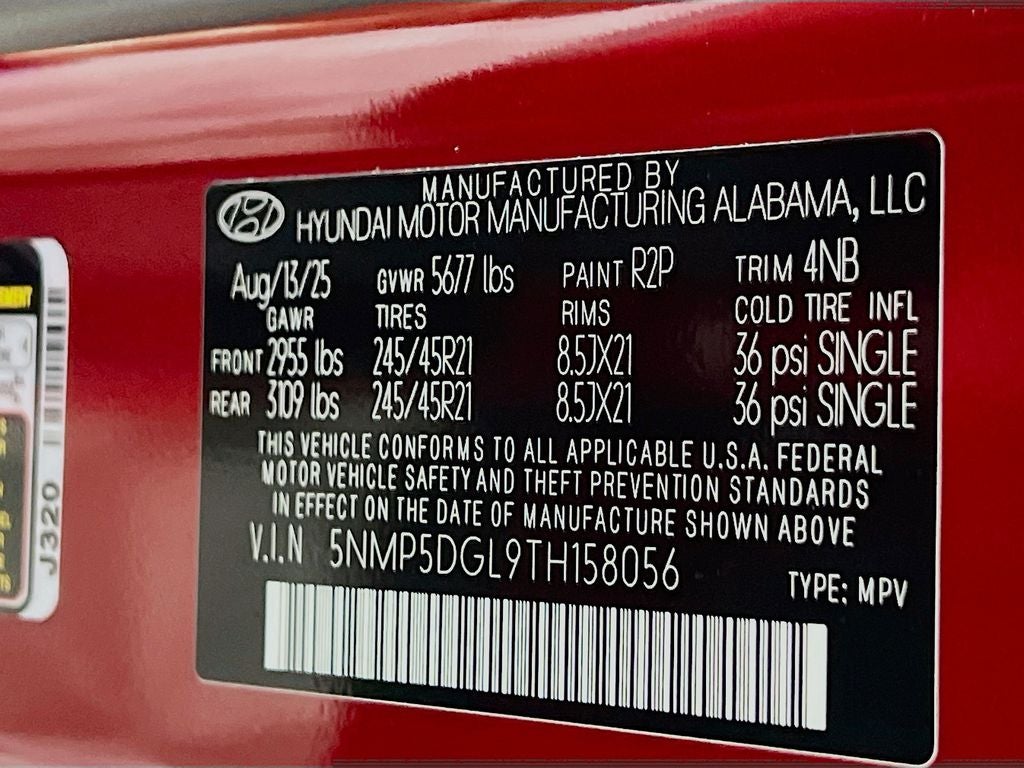 MANUFACTURED BY
HYUNDAI MOTOR MANUFACTURING ALABAMA, LLC
Aug/13/25 GVWR 5677 lbs PAINT R2P TRIM 4NB
GAWR TIRES RIMS COLD TIRE INFL
FRONT 2955 lbs 245/45R21 8.5JX21 36 psi SINGLE
REAR 3109 lbs 245/45R21 8.5JX21 36 psi SINGLE
THIS VEHICLE CONFORMS TO ALL APPLICABLE U.S.A. FEDERAL
MOTOR VEHICLE SAFETY AND THEFT PREVENTION STANDARDS
IN EFFECT ON THE DATE OF MANUFACTURE SHOWN ABOVE
V.I.N 5NMP5DGL9TH158056
TYPE: MPV
J320